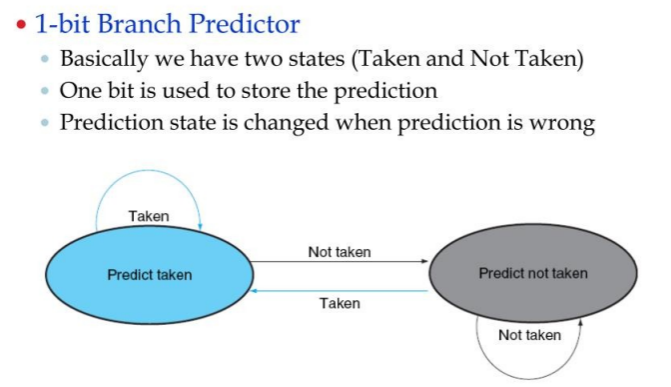 • 1-bit Branch Predictor
• Basically we have two states (Taken and Not Taken)
• One bit is used to store the prediction
• Prediction state is changed when prediction is wrong
Taken
Not taken
Predict taken
Predict not taken
Taken
Not taken